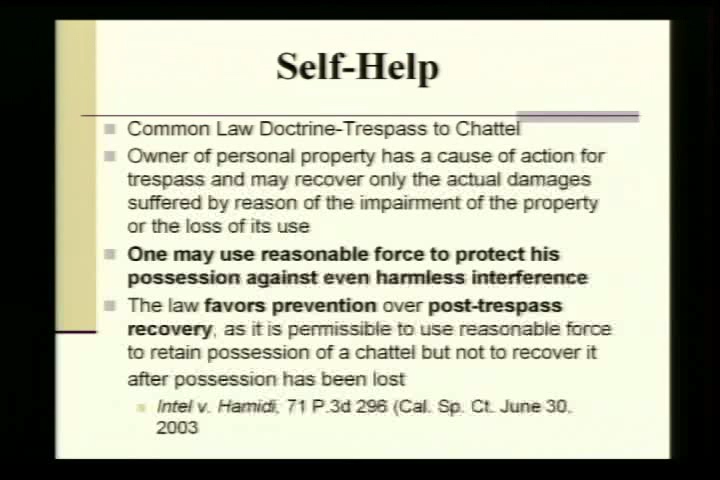 Self-Help
Common Law Doctrine-Trespass to Chattel
Owner of personal property has a cause of action for
trespass and may recover only the actual damages
suffered by reason of the impairment of the property
or the loss of its use
One may use reasonable force to protect his
possession against even harmless interference
The law favors prevention over post-trespass
recovery, as it is permissible to use reasonable force
to retain possession of a chattel but not to recover it
after possession has been lost
Intel v. Hamidi, 71 P.3d 296 (Cal. Sp. Ct. June 30,
2003